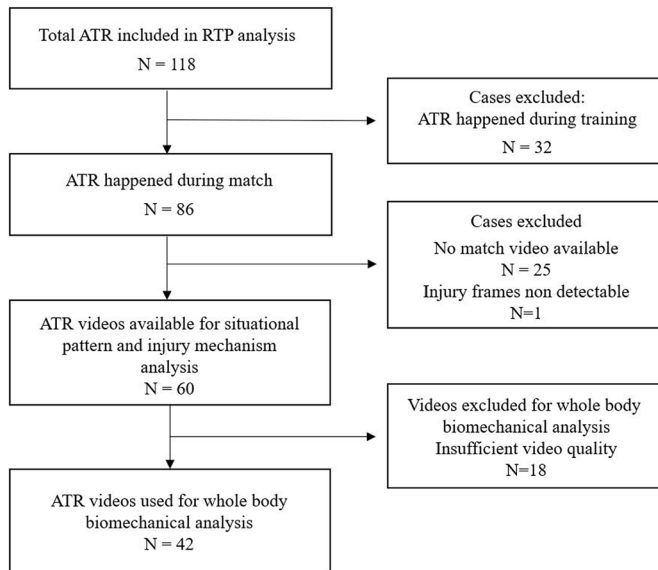 Total ATR included in RTP analysis
N = 118
Cases excluded:
ATR happened during training
N = 32
ATR happened during match
N = 86
Cases excluded
No match video available
N = 25
Injury frames non detectable
N=1
ATR videos available for situational
pattern and injury mechanism
analysis
N = 60
Videos excluded for whole body
biomechanical analysis
Insufficient video quality
N=18
ATR videos used for whole body
biomechanical analysis
N = 42